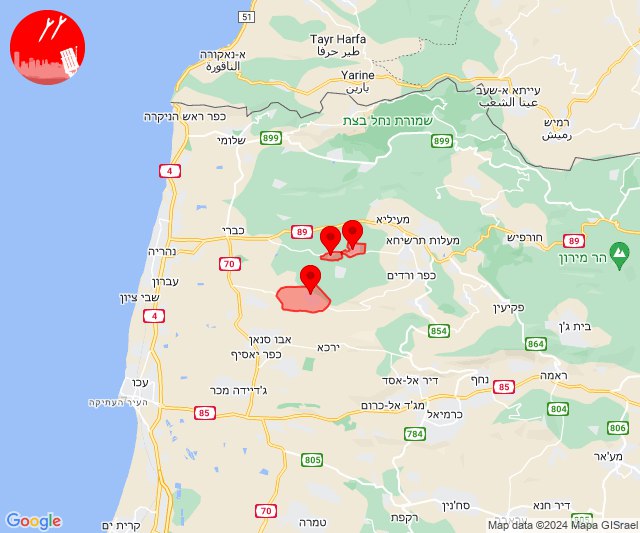 51
Tayr Harfa
طير حرفا
א-נאקורה
الناقورة
Yarine
يارين
עייתא א-שעב
عيتا الشعب
רמיש
رميش
שמורת נחל בצת
כפר ראש הניקרה
899
שלומי
899
4
מעיליא
כברי
89
מעלות תרשיחא
חורפיש
89
נהריה
הר מירון
70
עברון
כפר ורדים
שבי ציון
פקיעין
4
854
בית ג'ן
אבו סנאן
ירכא
864
כפר יאסיף
עכו
ג'דיידה מכר
דיר אל-אסד
נחף
85
ראמה
העיר העתיקה
85
מג'ד אל-כרום
כרמיאל
804
784
806
805
מע'אר
סח'נין
דיר חנא
70
טמרה
רקפת
קרית ים
Google
Map data ©2024 Mapa GISrael